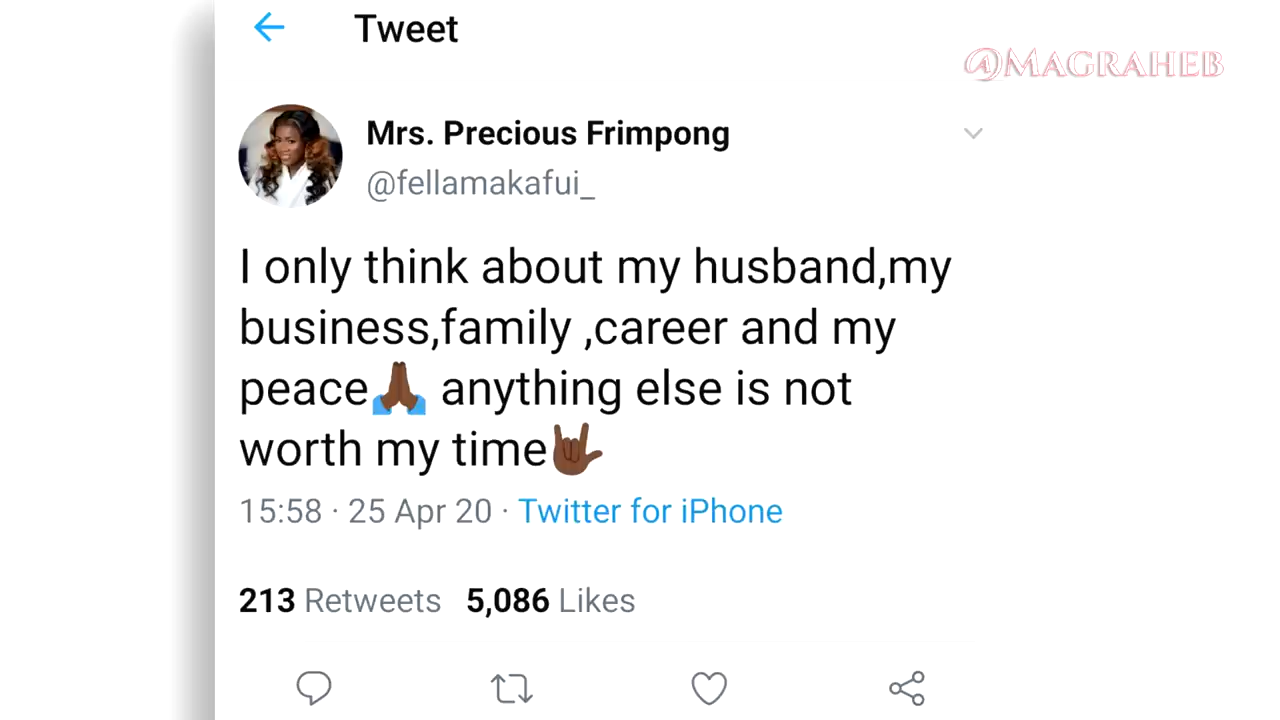 Tweet
@MAGRAHEB
Mrs. Precious Frimpong
@fellamakafui_
I only think about my husband,my
business,family ,career and my
peace🙏🏾 anything else is not
worth my time🤟🏾
15:58 · 25 Apr 20 · Twitter for iPhone
213 Retweets 5,086 Likes